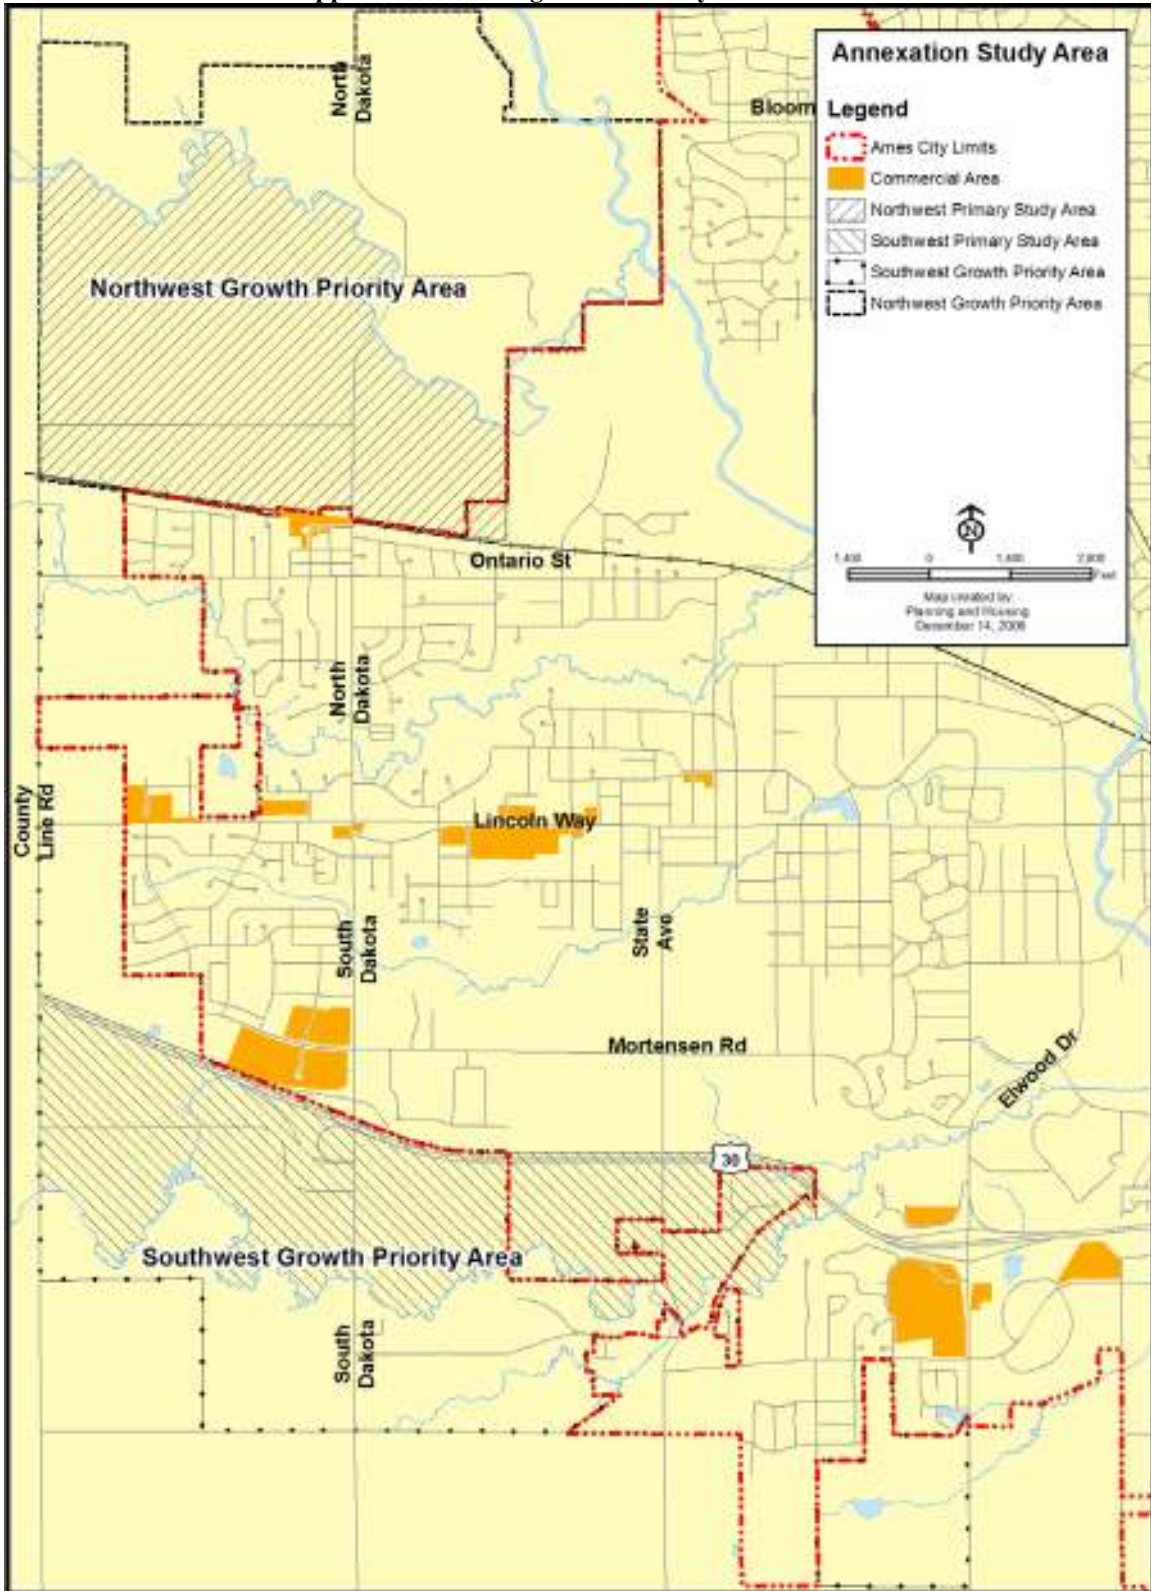 Annexation Study Area
Legend
Ames City Limits
Commercial Area
Northwest Primary Study Area
Southwest Primary Study Area
Southwest Growth Priority Area
Northwest Growth Priority Area
N
0
Feet
Map created by:
Planning and Housing
December 14, 2006
North
Dakota
Bloom
Northwest Growth Priority Area
Ontario St
North
Dakota
County
Line Rd
Lincoln Way
South
Dakota
State
Ave
Mortensen Rd
Elwood Dr
30
Southwest Growth Priority Area
South
Dakota